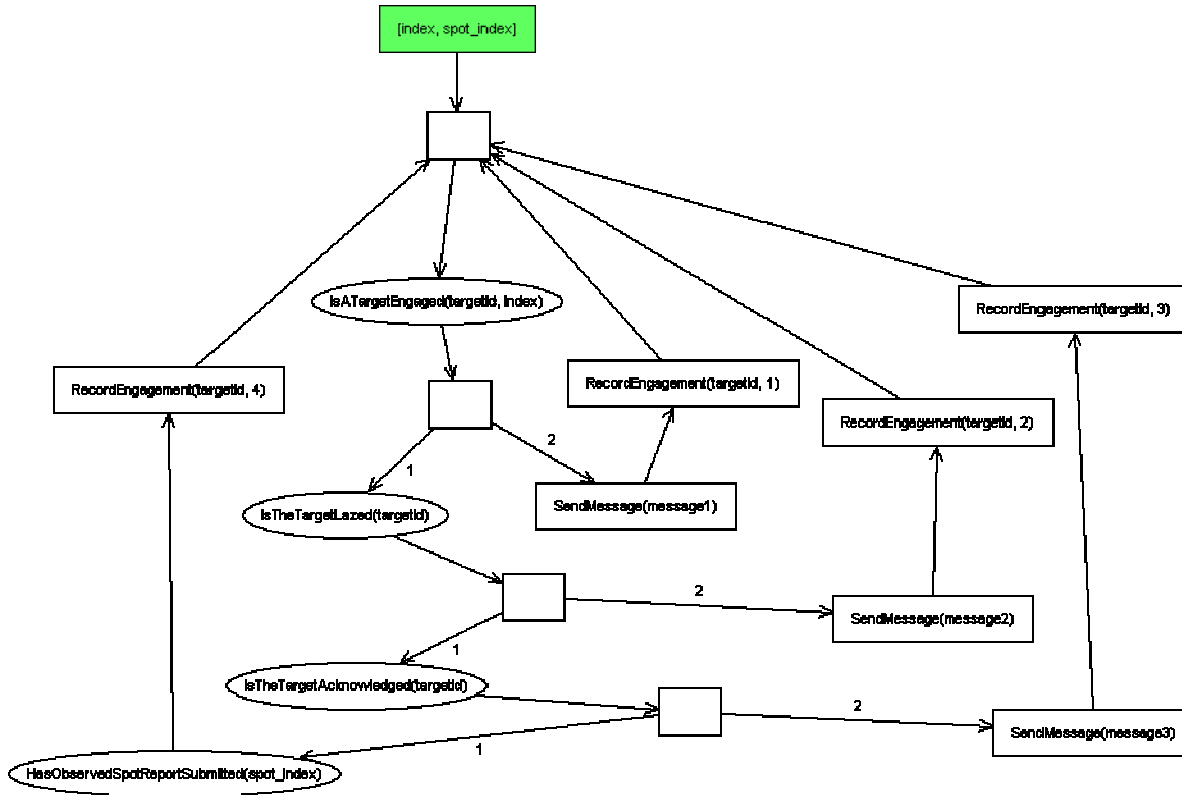 [index, spot_index]
IsATargetEngaged(targetId, index)
RecordEngagement(targetId, 3)
RecordEngagement(targetId, 4)
RecordEngagement(targetId, 1)
RecordEngagement(targetId, 2)
2
1
SendMessage(message1)
IsTheTargetLazed(targetId)
2
SendMessage(message2)
1
IsTheTargetAcknowledged(targetId)
2
SendMessage(message3)
1
HasObservedSpotReportSubmitted(spot_index)